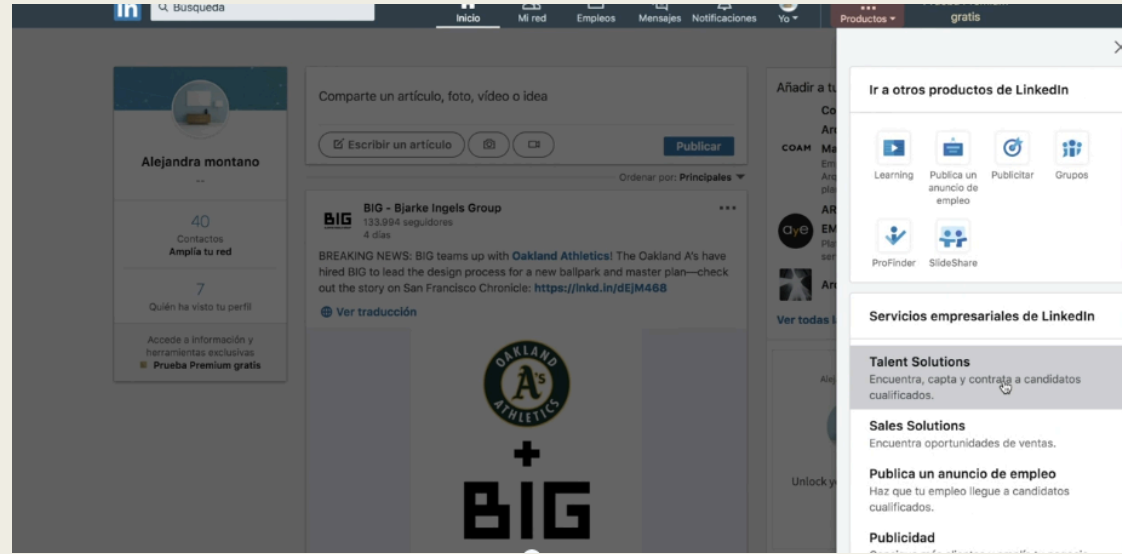 in
Búsqueda
Inicio
Mi red
Empleos
Mensajes
Notificaciones
Yo
Productos
gratis
Alejandra montano
--
40
Contactos
Amplía tu red
7
Quién ha visto tu perfil
Accede a información y
herramientas exclusivas
Prueba Premium gratis
Comparte un artículo, foto, vídeo o idea
Escribir un artículo
Publicar
Ordenar por: Principales
BIG
BIG - Bjarke Ingels Group
133.994 seguidores
4 días
BREAKING NEWS: BIG teams up with Oakland Athletics! The Oakland A's have
hired BIG to lead the design process for a new ballpark and master plan—check
out the story on San Francisco Chronicle: https://lnkd.in/dEjM468
Ver traducción
OAKLAND
A's
ATHLETICS
+
BIG
Añadir a tu
COAM
aye
Ver todas l
Unlock y
Ir a otros productos de LinkedIn
Learning
Publica un
anuncio de
empleo
Publicitar
Grupos
ProFinder
SlideShare
Servicios empresariales de LinkedIn
Talent Solutions
Encuentra, capta y contrata a candidatos
cualificados.
Sales Solutions
Encuentra oportunidades de ventas.
Publica un anuncio de empleo
Haz que tu empleo llegue a candidatos
cualificados.
Publicidad